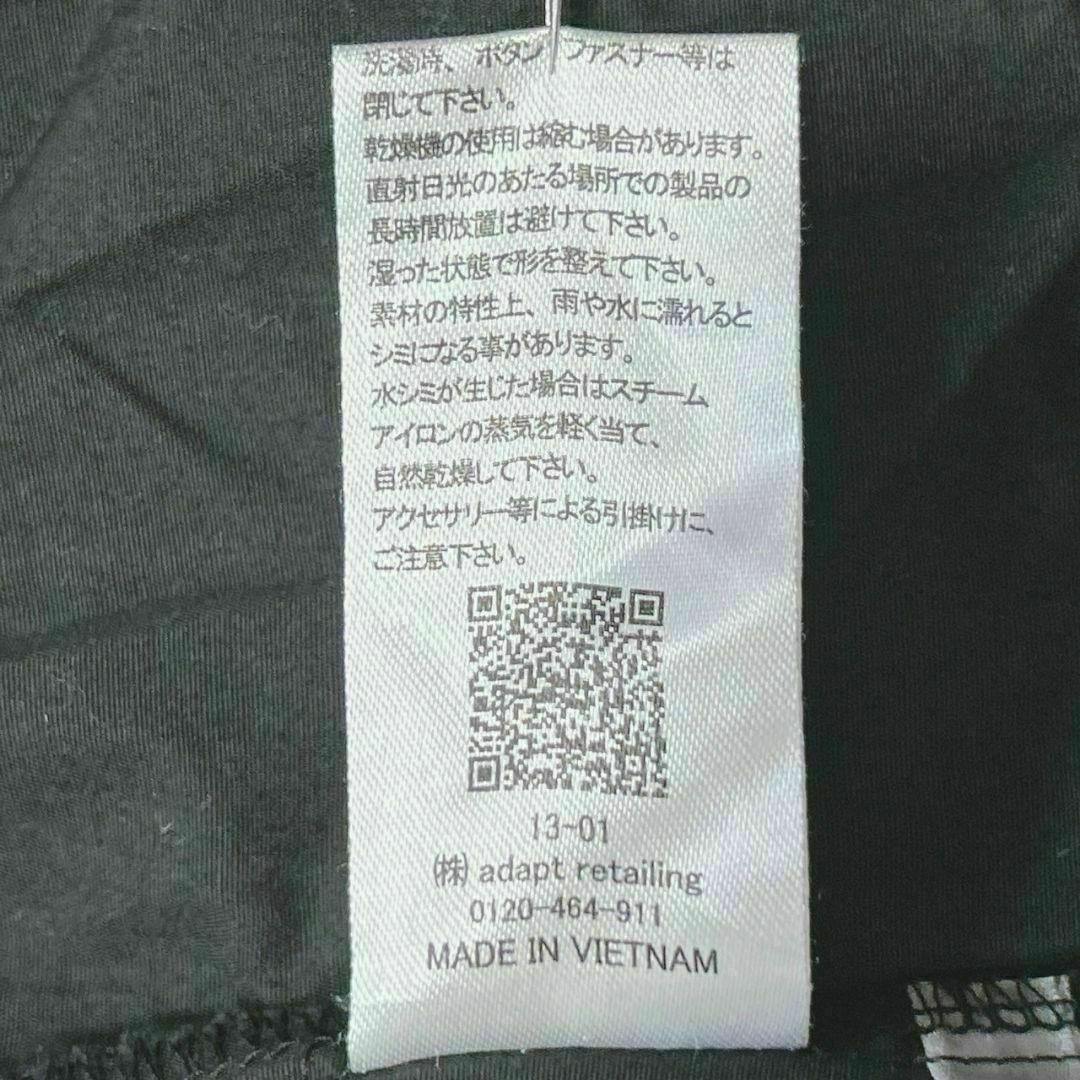 洗濯時、ボタン ファスナー等は
閉じて下さい。
乾燥機の使用は縮む場合があります。
直射日光のあたる場所での製品の
長時間放置は避けて下さい。
湿った状態で形を整えて下さい。
素材の特性上、雨や水に濡れると
シミになる事があります。
水シミが生じた場合はスチーム
アイロンの蒸気を軽く当て、
自然乾燥して下さい。
アクセサリー等による引掛けに、
ご注意下さい。
13-01
㈱ adapt retailing
0120-464-911
MADE IN VIETNAM